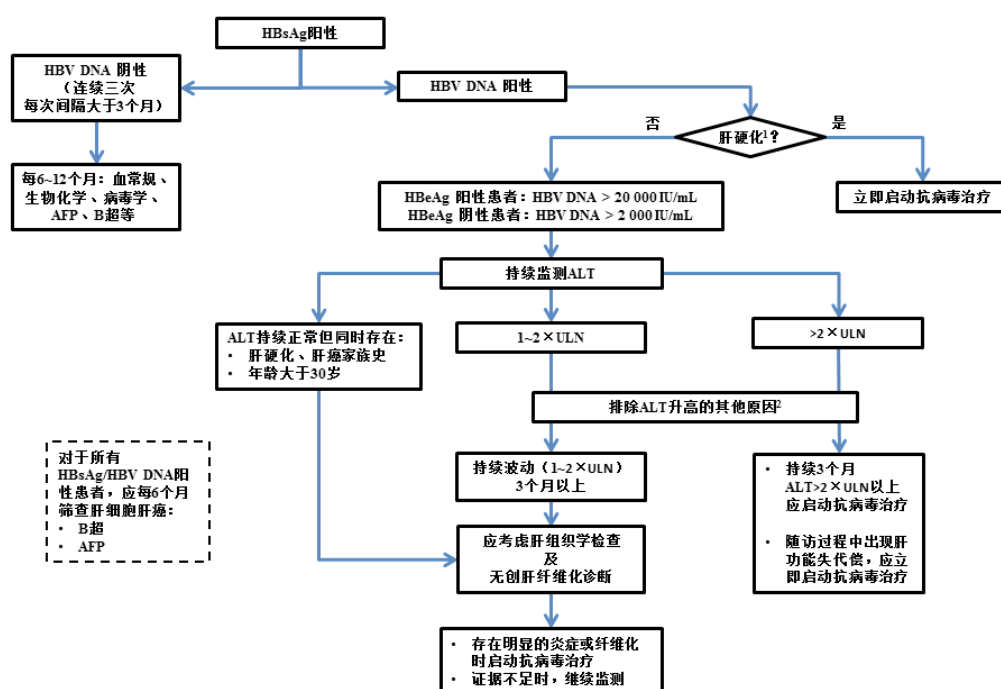 HBsAg阳性
HBV DNA 阴性
（连续三次
每次间隔大于3个月）
HBV DNA 阳性
否
肝硬化1？
是
每6~12个月：血常规、
生物化学、病毒学、
AFP、B超等
HBeAg 阳性患者：HBV DNA > 20 000 IU/mL
HBeAg 阴性患者：HBV DNA > 2 000 IU/mL
立即启动抗病毒治疗
持续监测ALT
ALT持续正常但同时存在：
• 肝硬化、肝癌家族史
• 年龄大于30岁
1~2×ULN
>2×ULN
排除ALT升高的其他原因2
对于所有
HBsAg/HBV DNA阳
性患者，应每6个月
筛查肝细胞肝癌：
• B超
• AFP
持续波动（1~2×ULN）
3个月以上
• 持续3个月
ALT>2×ULN以上
应启动抗病毒治疗
• 随访过程中出现肝
功能失代偿，应立
即启动抗病毒治疗
应考虑肝组织学检查
及
无创肝纤维化诊断
• 存在明显的炎症或纤维化
时启动抗病毒治疗
• 证据不足时，继续监测